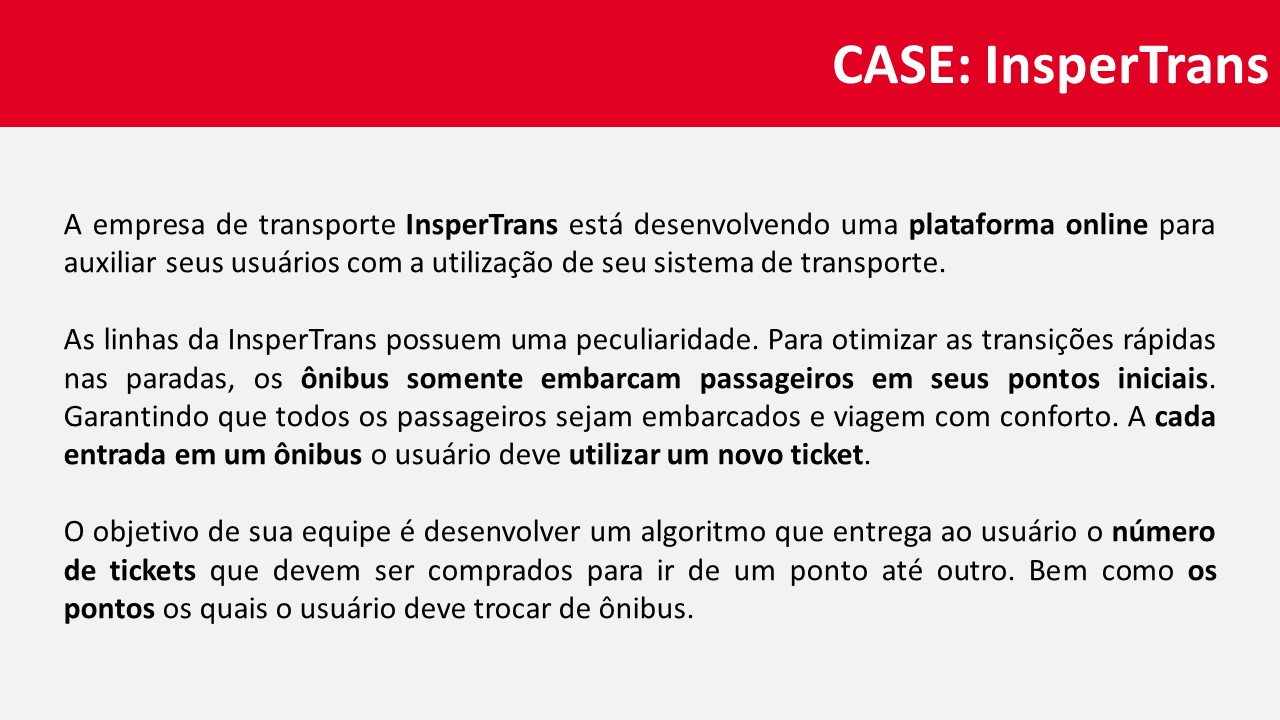 CASE: InsperTrans
A empresa de transporte InsperTrans está desenvolvendo uma plataforma online para
auxiliar seus usuários com a utilização de seu sistema de transporte.
As linhas da InsperTrans possuem uma peculiaridade. Para otimizar as transições rápidas
nas paradas, os ônibus somente embarcam passageiros em seus pontos iniciais.
Garantindo que todos os passageiros sejam embarcados e viagem com conforto. A cada
entrada em um ônibus o usuário deve utilizar um novo ticket.
O objetivo de sua equipe é desenvolver um algoritmo que entrega ao usuário o número
de tickets que devem ser comprados para ir de um ponto até outro. Bem como os
pontos os quais o usuário deve trocar de ônibus.